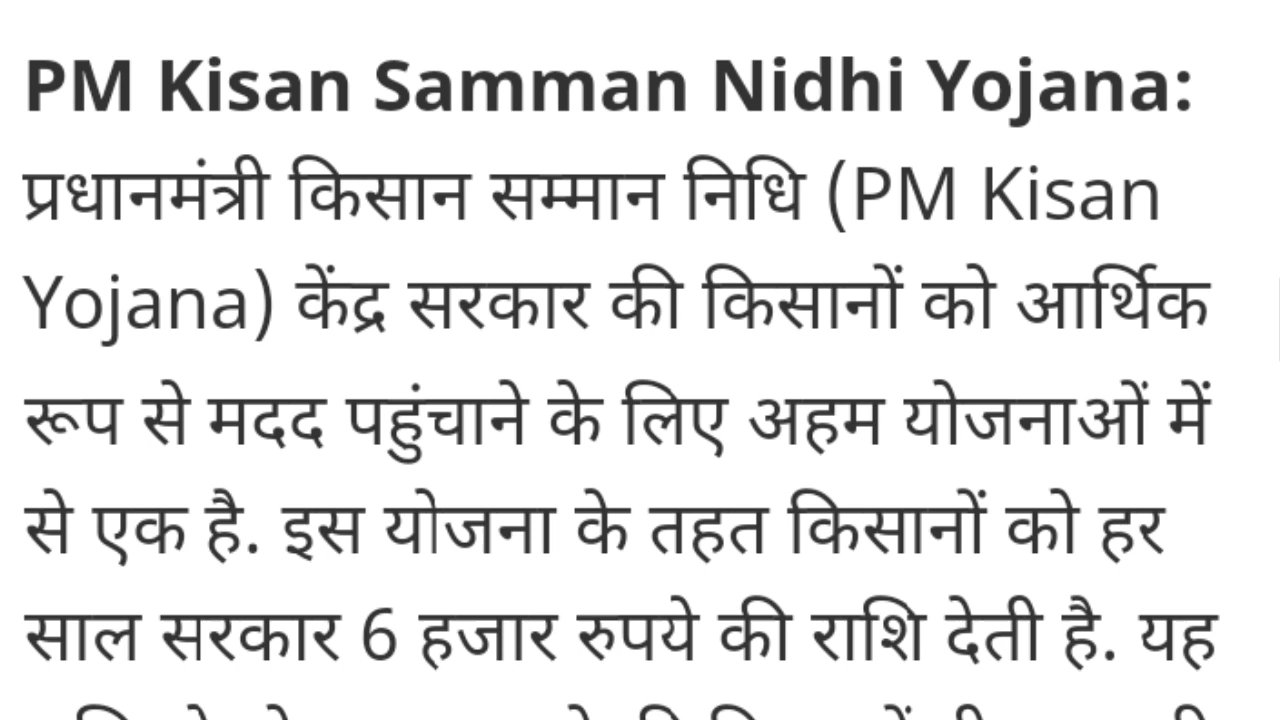 PM Kisan Samman Nidhi Yojana:
प्रधानमंत्री किसान सम्मान निधि (PM Kisan
Yojana) केंद्र सरकार की किसानों को आर्थिक
रूप से मदद पहुंचाने के लिए अहम योजनाओं में
से एक है. इस योजना के तहत किसानों को हर
साल सरकार 6 हजार रुपये की राशि देती है. यह